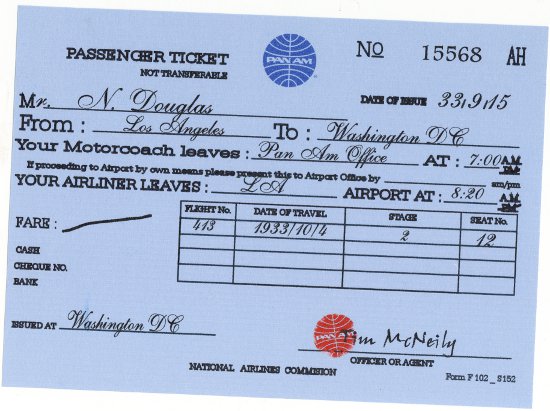 PASSENGER TICKET
NOT TRANSFERABLE
PAN AM
No 15568 AH
Mr. N. Douglas
DATE OF ISSUE 33,9,15
From : Los Angeles To : Washington DC
Your Motorcoach leaves : Pan Am Office AT : 7:00 A.M. P.M.
If proceeding to Airport by own means please present this to Airport Office by am/pm
YOUR AIRLINER LEAVES : LA AIRPORT AT : 8:20 A.M. P.M.
FARE :
FLIGHT No. DATE OF TRAVEL STAGE SEAT No.
413 1933/10/4 2 12
CASH
CHEQUE NO.
BANK
ISSUED AT Washington DC
PAN AM
Tim McNeily
OFFICER OR AGENT
NATIONAL AIRLINES COMMISION
Form F 102 _ S152